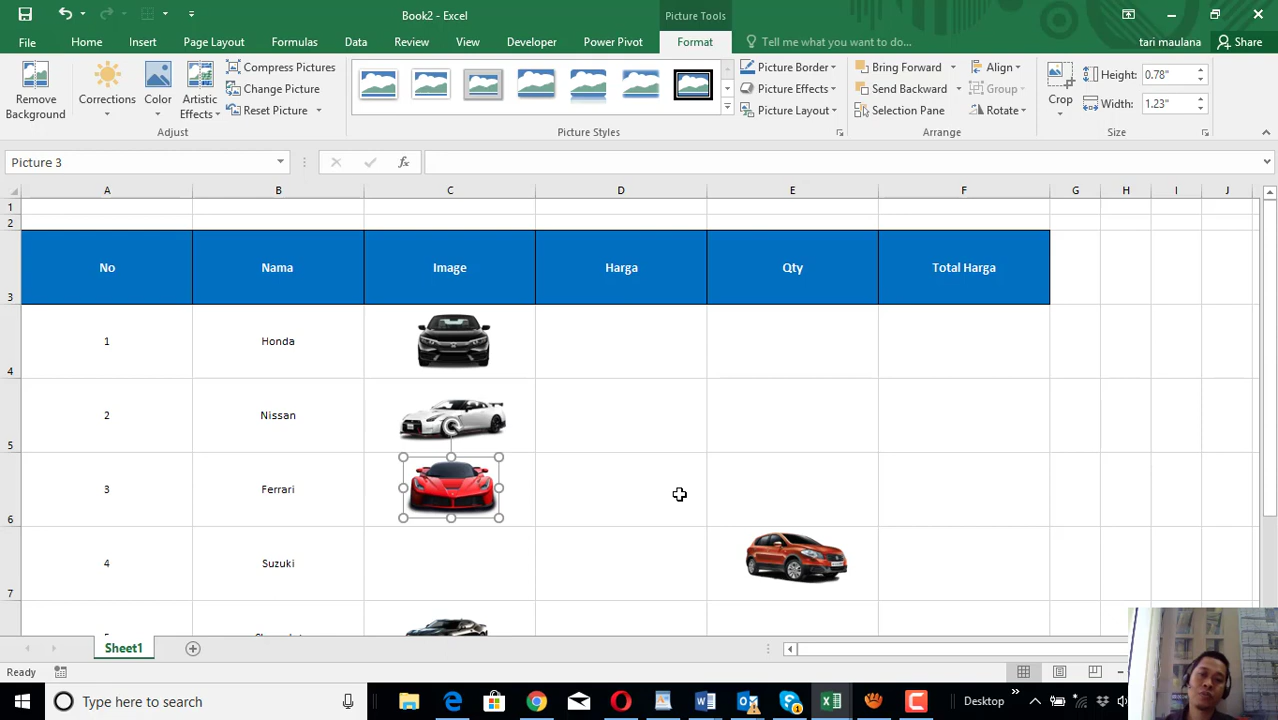 Book2 - Excel
Picture Tools
File Home Insert Page Layout Formulas Data Review View Developer Power Pivot Format Tell me what you want to do... tari maulana Share
Remove Background
Corrections
Color
Artistic Effects
Compress Pictures
Change Picture
Reset Picture
Adjust
Picture Styles
Picture Border
Picture Effects
Picture Layout
Bring Forward
Send Backward
Selection Pane
Align
Group
Rotate
Arrange
Crop
Height: 0.78"
Width: 1.23"
Size
Picture 3
fx
A B C D E F G H I J
1
2
3 No Nama Image Harga Qty Total Harga
4 1 Honda
5 2 Nissan
6 3 Ferrari
7 4 Suzuki
Sheet1
Ready
Type here to search
Desktop